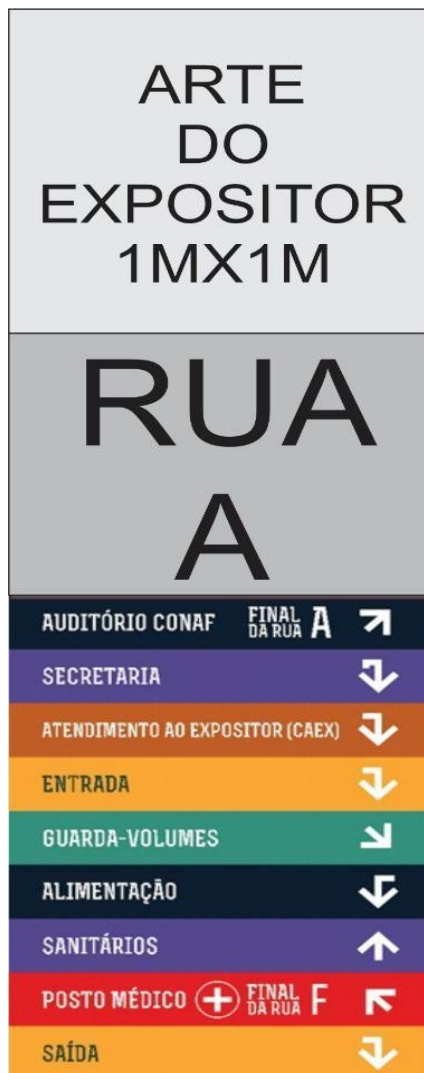 ARTE
DO
EXPOSITOR
1MX1M
RUA
A
AUDITÓRIO CONAF FINAL DA RUA A
SECRETARIA
ATENDIMENTO AO EXPOSITOR (CAEX)
ENTRADA
GUARDA-VOLUMES
ALIMENTAÇÃO
SANITÁRIOS
POSTO MÉDICO FINAL DA RUA F
SAÍDA